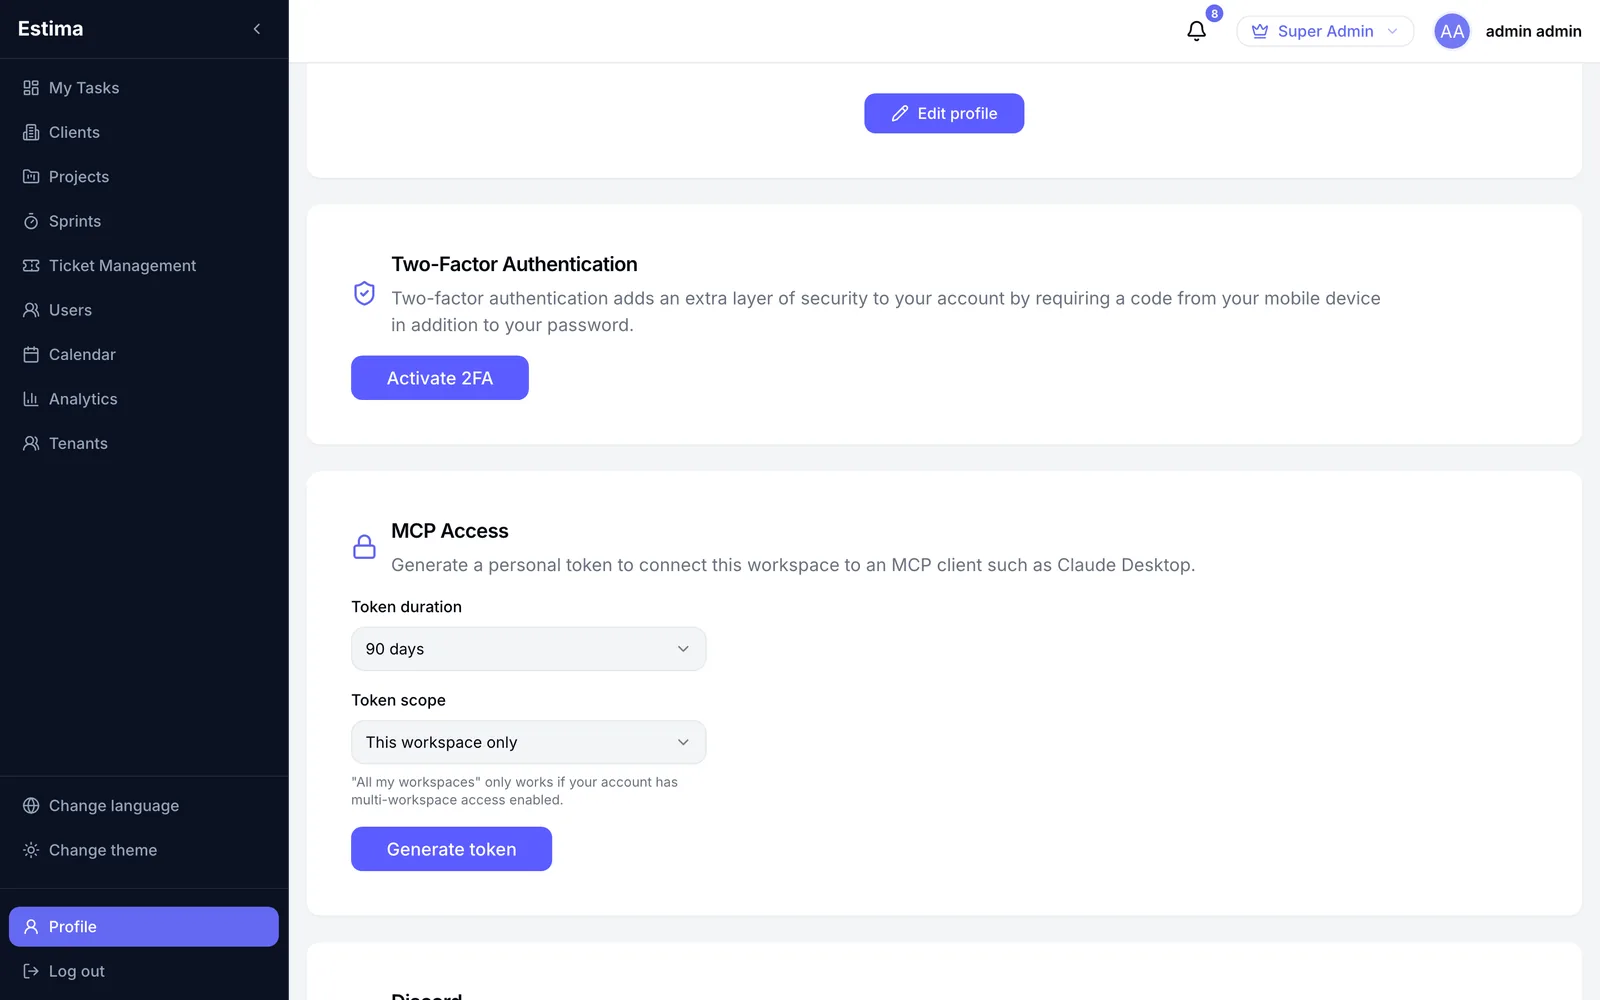 Estima
My Tasks
Clients
Projects
Sprints
Ticket Management
Users
Calendar
Analytics
Tenants
Change language
Change theme
Profile
Log out
8
Super Admin
AA
admin admin
Edit profile
Two-Factor Authentication
Two-factor authentication adds an extra layer of security to your account by requiring a code from your mobile device
in addition to your password.
Activate 2FA
MCP Access
Generate a personal token to connect this workspace to an MCP client such as Claude Desktop.
Token duration
90 days
Token scope
This workspace only
"All my workspaces" only works if your account has
multi-workspace access enabled.
Generate token
Discord